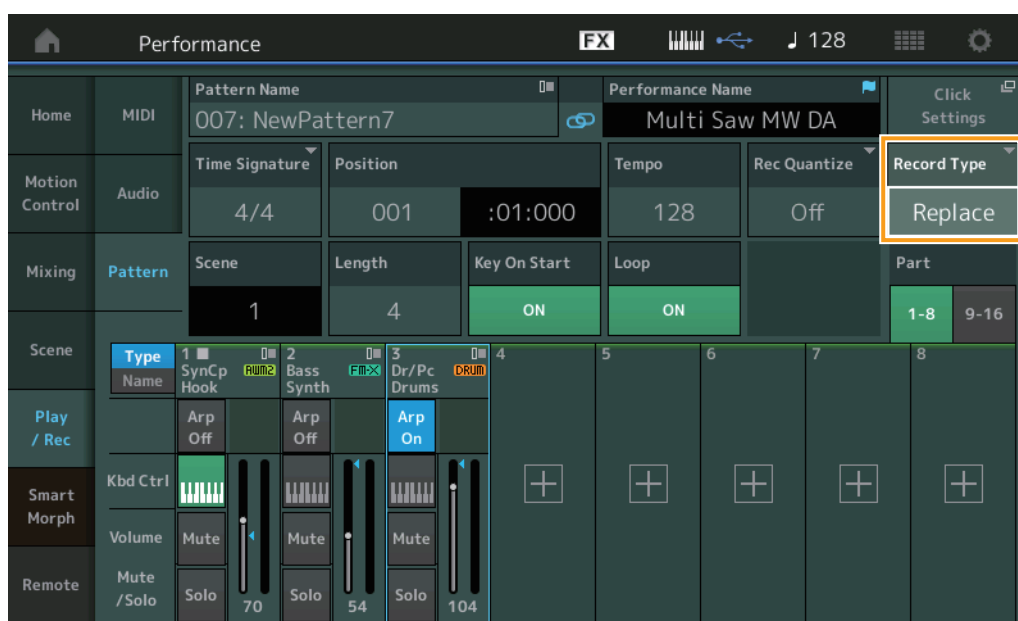 Performance
FX
♩ 128
Home
Motion
Control
Mixing
Scene
Play
/ Rec
Smart
Morph
Remote
MIDI
Audio
Pattern
Pattern Name
007: NewPattern7
Performance Name
Multi Saw MW DA
Click
Settings
Time Signature
4/4
Position
001 :01:000
Tempo
128
Rec Quantize
Off
Record Type
Replace
Scene
1
Length
4
Key On Start
ON
Loop
ON
Part
1-8 9-16
Type
Name
1
SynCp AWM2
Hook
2
Bass FM-X
Synth
3
Dr/Pc DRUM
Drums
4
5
6
7
8
Arp
Off
Arp
Off
Arp
On
Kbd Ctrl
Volume
Mute
/Solo
Mute
Solo
70
Mute
Solo
54
Mute
Solo
104